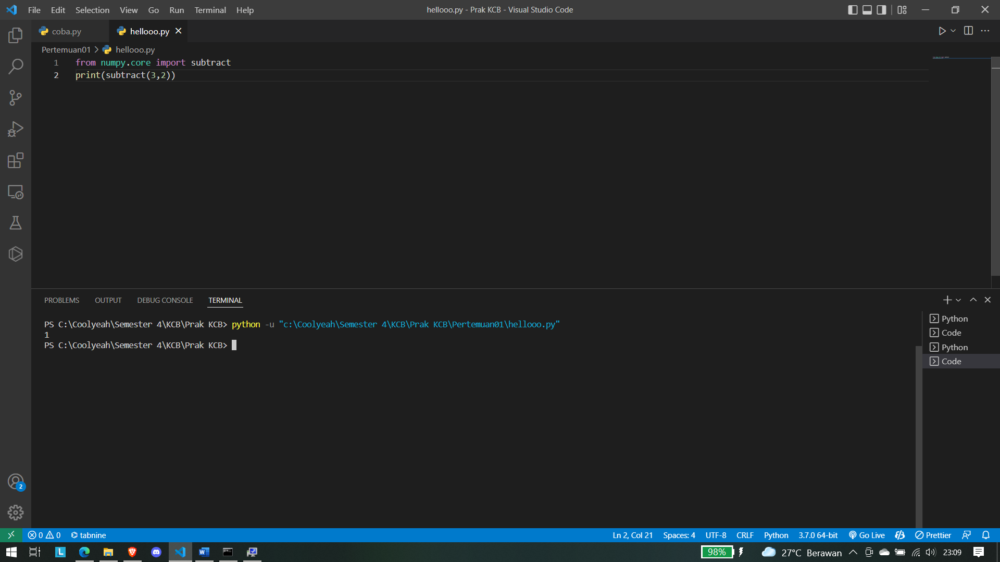 File Edit Selection View Go Run Terminal Help
hellooo.py - Prak KCB - Visual Studio Code
coba.py
hellooo.py
Pertemuan01 > hellooo.py
1 from numpy.core import subtract
2 print(subtract(3,2))
PROBLEMS OUTPUT DEBUG CONSOLE TERMINAL
PS C:\Coolyeah\Semester 4\KCB\Prak KCB> python -u "c:\Coolyeah\Semester 4\KCB\Prak KCB\Pertemuan01\hellooo.py"
1
PS C:\Coolyeah\Semester 4\KCB\Prak KCB>
Python
Code
Python
Code
2
0 0 tabnine
Ln 2, Col 21 Spaces: 4 UTF-8 CRLF Python 3.7.0 64-bit Go Live Prettier
98% 27°C Berawan 23:09